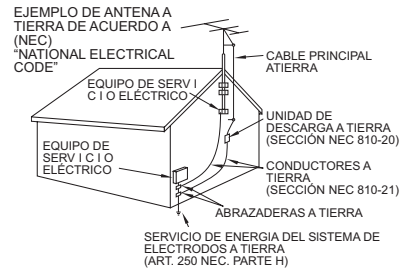 EJEMPLO DE ANTENA A
TIERRA DE ACUERDO A
(NEC)
“NATIONAL ELECTRICAL
CODE”
CABLE PRINCIPAL
ATIERRA
EQUIPO DE SERV I
C I O ELÉCTRICO
UNIDAD DE
DESCARGA A TIERRA
(SECCIÓN NEC 810-20)
EQUIPO DE
SERV I C I O
ELÉCTRICO
CONDUCTORES A
TIERRA
(SECCIÓN NEC 810-21)
ABRAZADERAS A TIERRA
SERVICIO DE ENERGIA DEL SISTEMA DE
ELECTRODOS A TIERRA
(ART. 250 NEC. PARTE H)